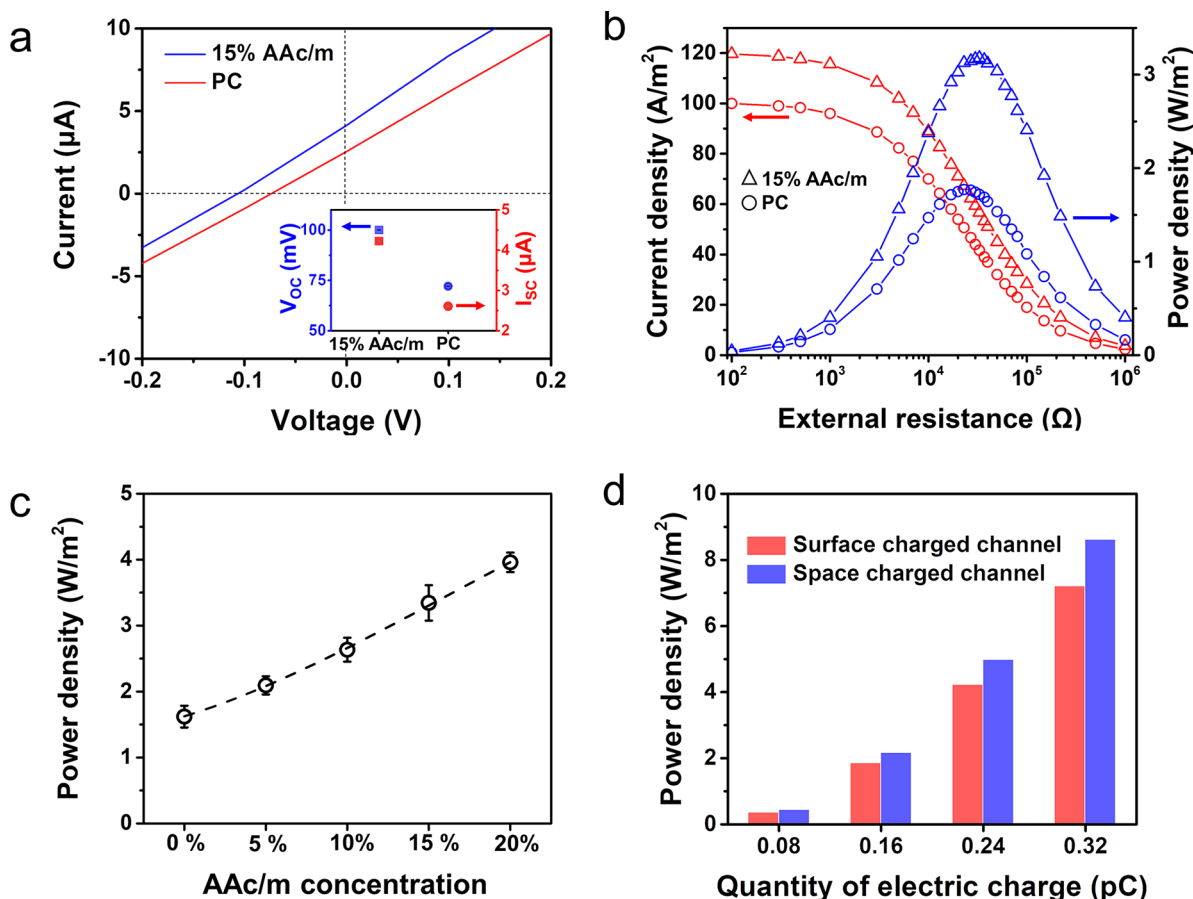 a
15% AAc/m
PC
Current (μA)
10
5
0
-5
-10
-0.2
-0.1
0.0
0.1
0.2
Voltage (V)
V_OC (mV)
100
75
50
I_SC (μA)
5
4
3
2
15% AAc/m
PC
b
Current density (A/m²)
120
100
80
60
40
20
0
Power density (W/m²)
3
2
1
0
15% AAc/m
PC
10²
10³
10⁴
10⁵
10⁶
External resistance (Ω)
c
Power density (W/m²)
5
4
3
2
1
0
0 %
5%
10%
15 %
20%
AAc/m concentration
d
Power density (W/m²)
10
8
6
4
2
0
Surface charged channel
Space charged channel
0.08
0.16
0.24
0.32
Quantity of electric charge (pC)